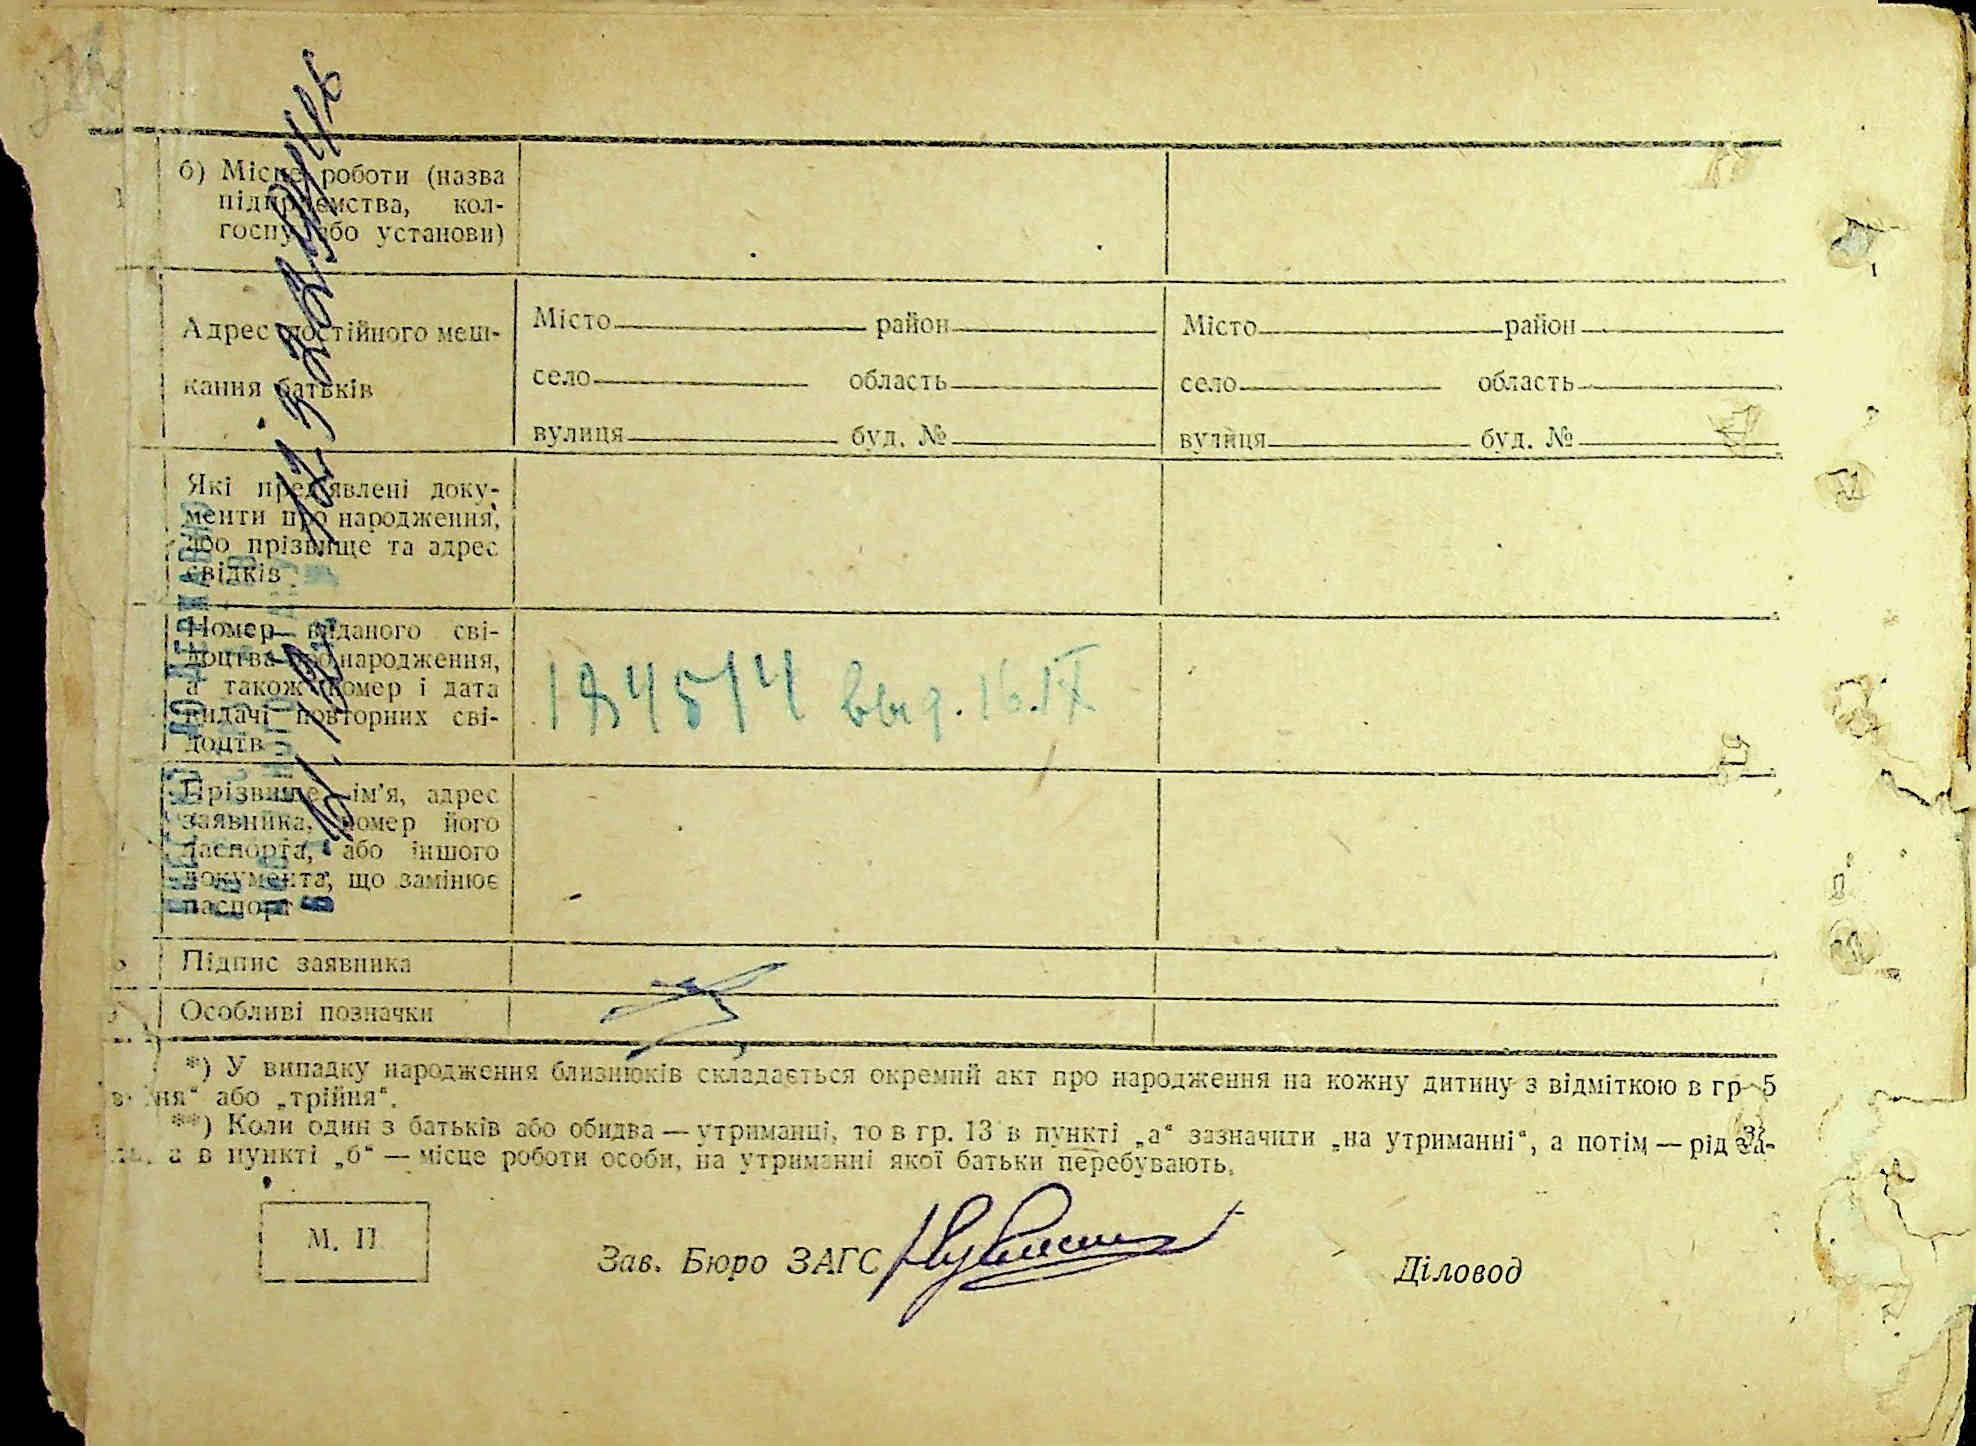 б) Місце роботи (назва
підприємства, кол-
госпу або установи)
Адрес постійного меш-
кання батьків
Місто район
село область
вулиця буд. №
Місто район
село область
вулиця буд. №
Які пред'явлені доку-
менти про народження,
або прізвище та адрес
свідків
Номер виданого сві-
доцтва про народження,
а також номер і дата
видачі повторних сві-
доцтв
184514 выд. 16.IX
Прізвище, ім'я, адрес
заявника, номер його
паспорта, або іншого
документа, що замінює
паспорт
Підпис заявника
Особливі позначки
*) У випадку народження близнюків складається окремий акт про народження на кожну дитину з відміткою в гр. 5
або „трійня“.
**) Коли один з батьків або обидва — утриманці, то в гр. 13 в пункті „а“ зазначити „на утриманні“, а потім — рід за-
а в пункті „б“ — місце роботи особи, на утриманні якої батьки перебувають.
М. П.
Зав. Бюро ЗАГС
Діловод